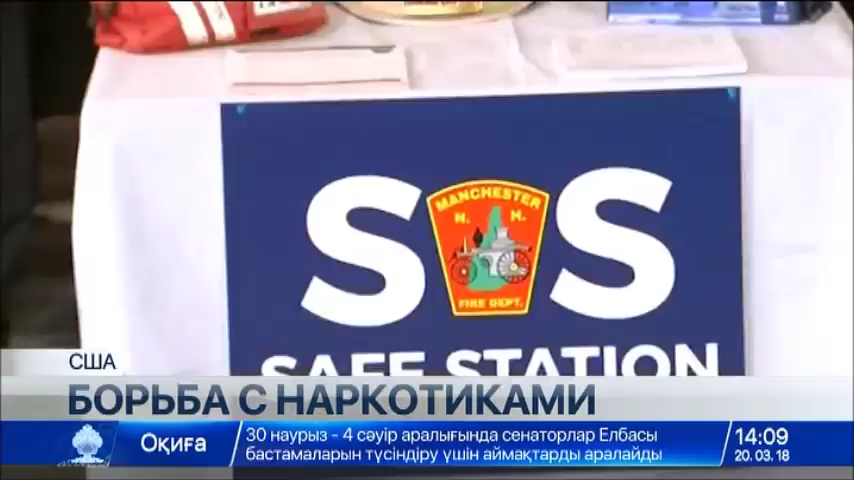 S S
MANCHESTER
N. H.
FIRE DEPT.
SAFE STATION
США
БОРЬБА С НАРКОТИКАМИ
Оқиға
30 наурыз - 4 сәуір аралығында сенаторлар Елбасы
бастамаларын түсіндіру үшін аймақтарды аралайды
14:09
20.03.18